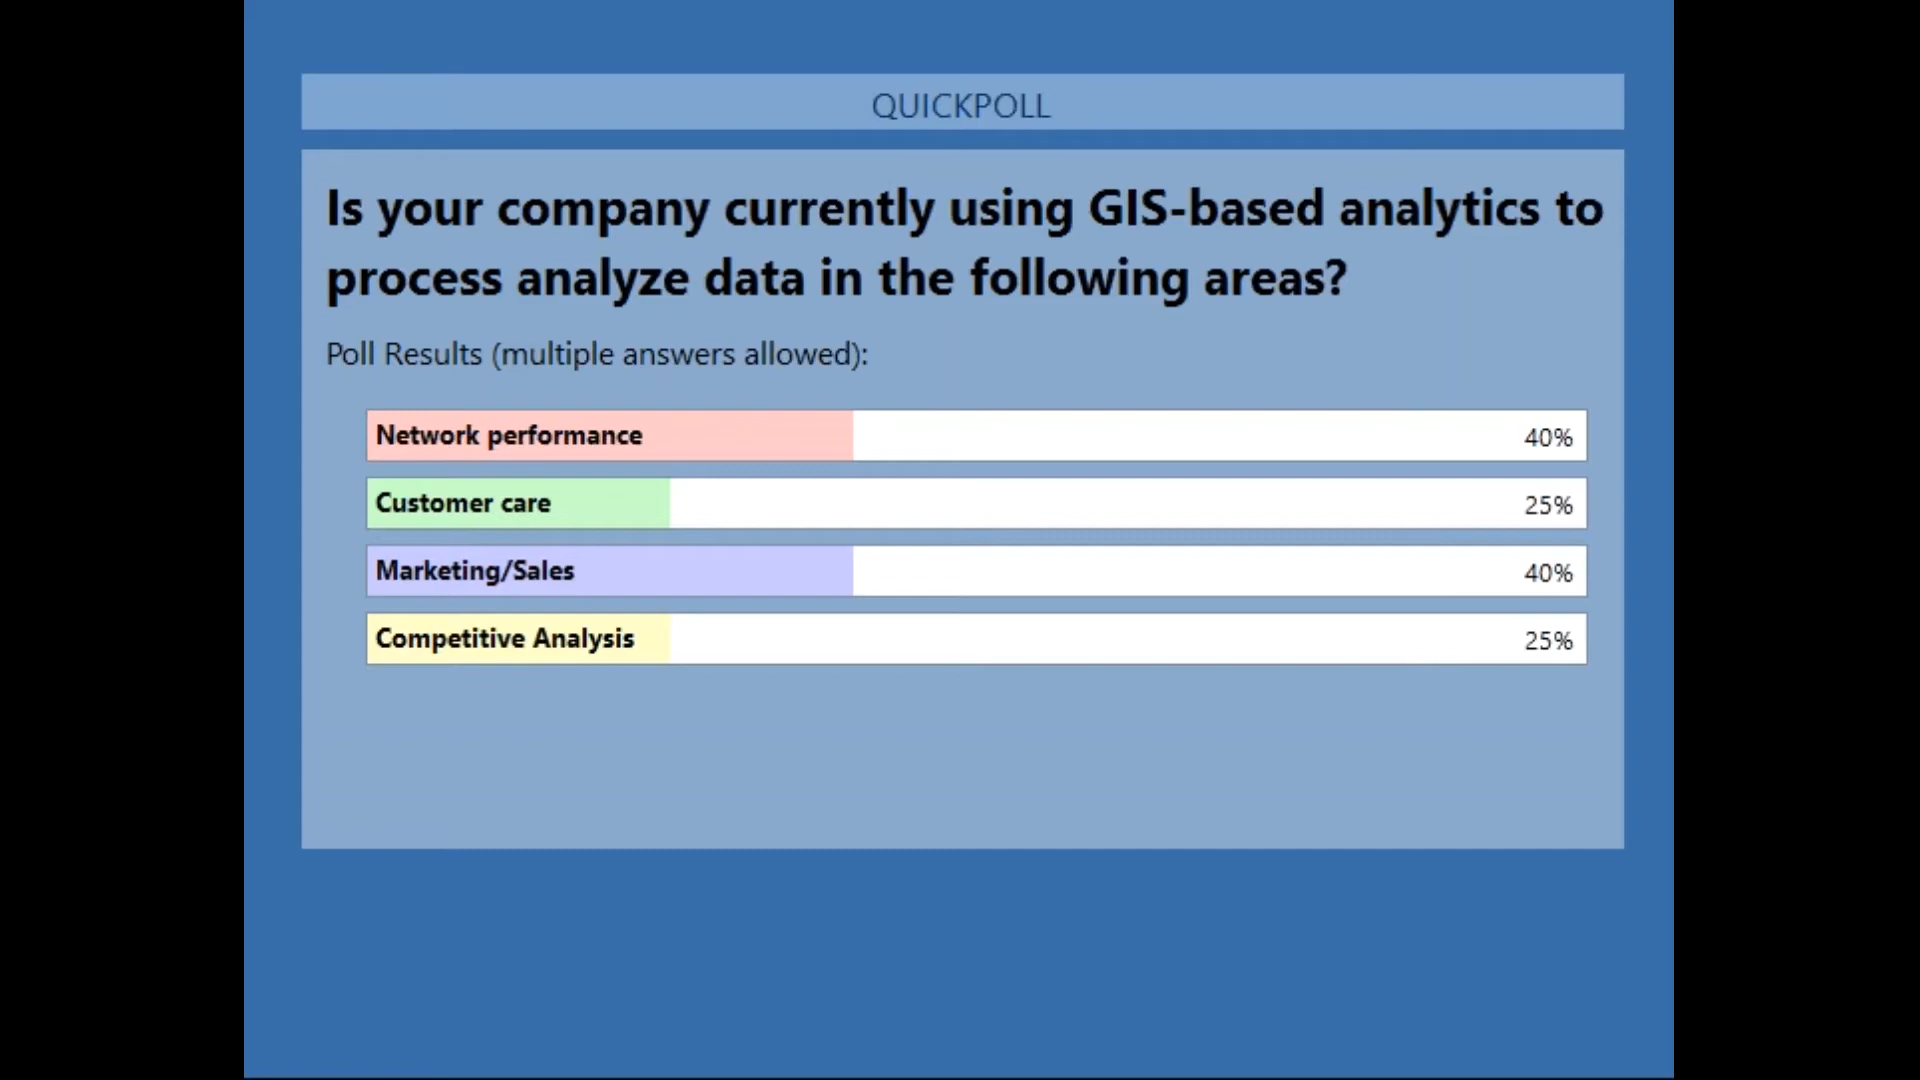 QUICKPOLL
Is your company currently using GIS-based analytics to
process analyze data in the following areas?
Poll Results (multiple answers allowed):
Network performance 40%
Customer care 25%
Marketing/Sales 40%
Competitive Analysis 25%